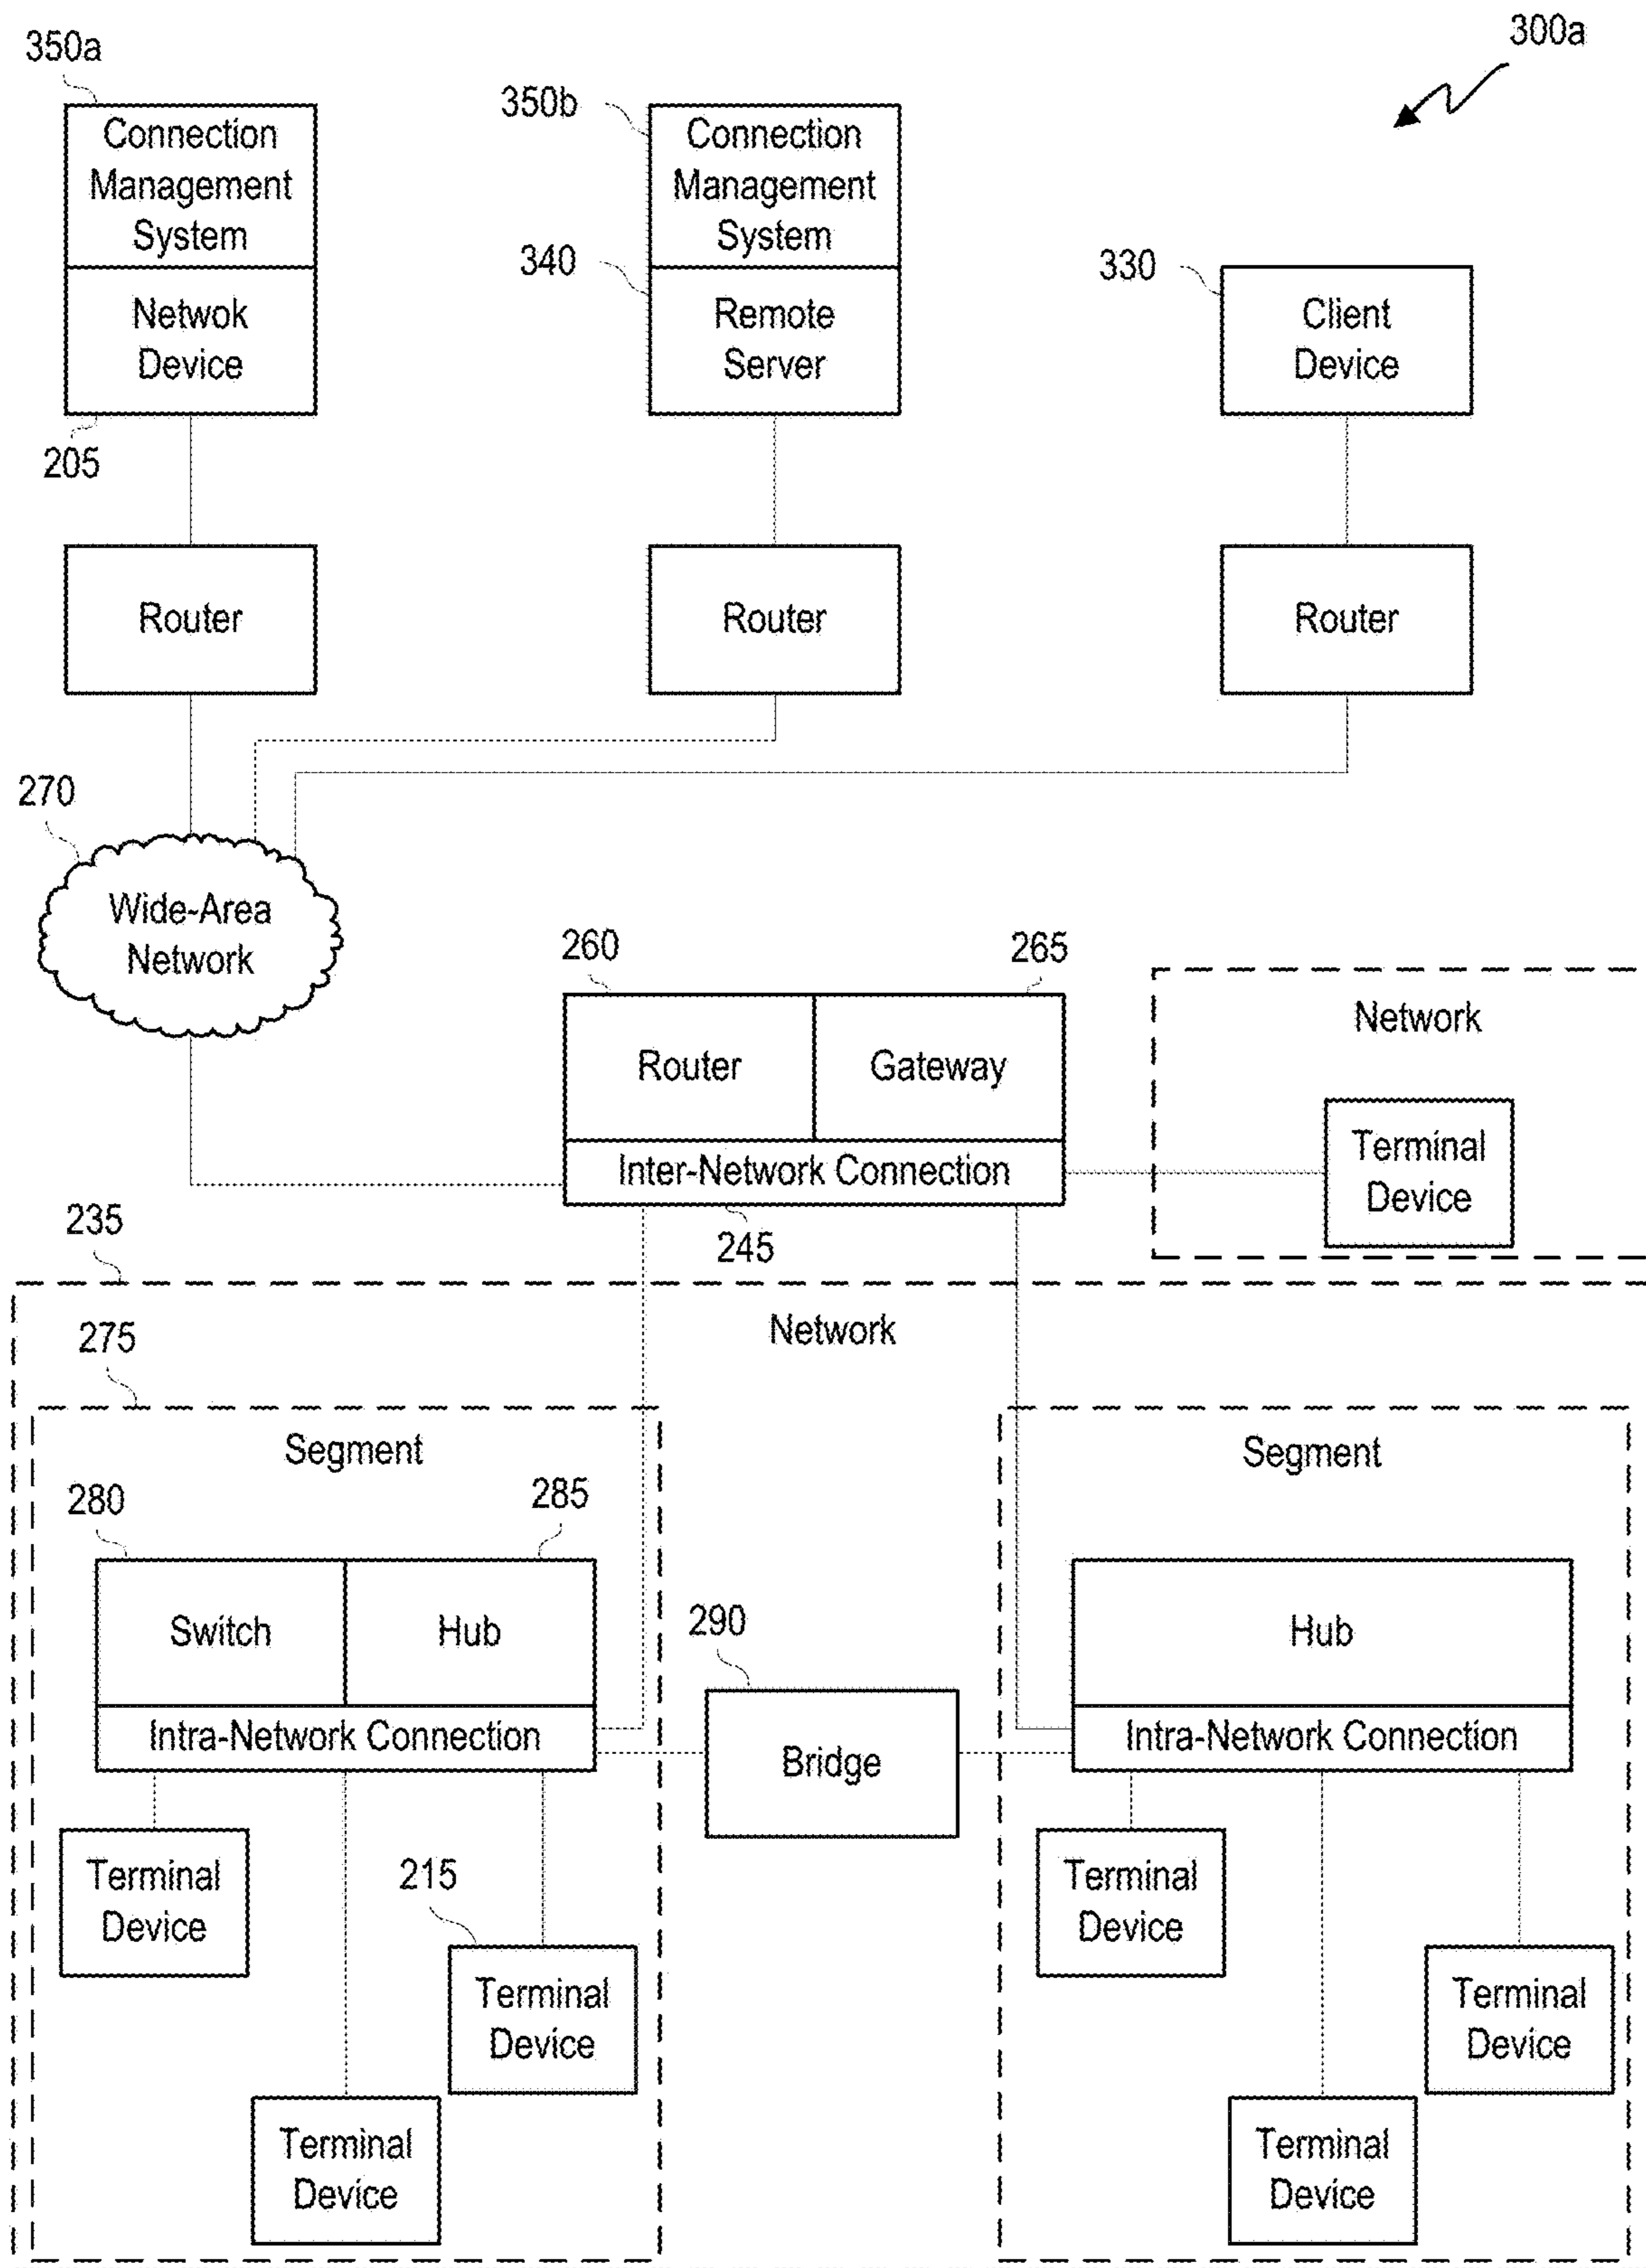 300a
350a
Connection
Management
System
Netwok
Device
205
350b
Connection
Management
System
340
Remote
Server
330
Client
Device
Router
Router
Router
270
Wide-Area
Network
260
265
Router
Gateway
Inter-Network Connection
245
Network
Terminal
Device
235
Network
275
Segment
280
285
Switch
Hub
Intra-Network Connection
290
Bridge
Segment
Hub
Intra-Network Connection
Terminal
Device
215
Terminal
Device
Terminal
Device
Terminal
Device
Terminal
Device
Terminal
Device